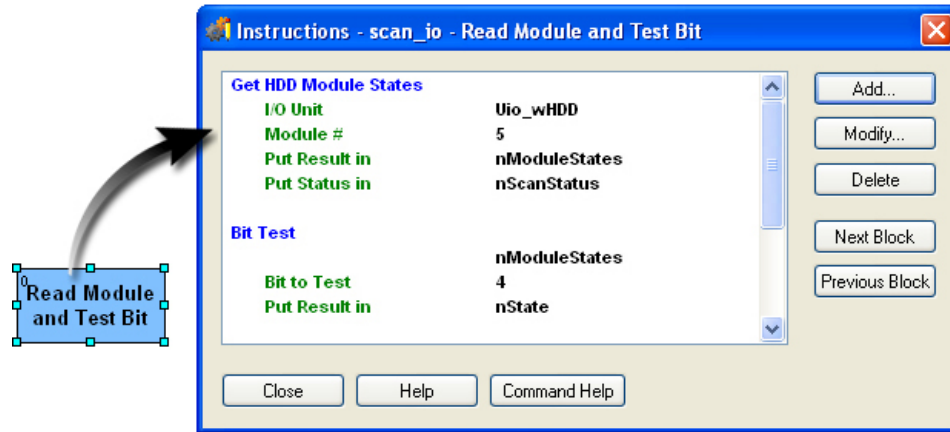 Instructions - scan_io - Read Module and Test Bit
Get HDD Module States
I/O Unit Uio_wHDD
Module # 5
Put Result in nModuleStates
Put Status in nScanStatus
Bit Test
nModuleStates
Bit to Test 4
Put Result in nState
Add...
Modify...
Delete
Next Block
Previous Block
Close Help Command Help
0
Read Module
and Test Bit